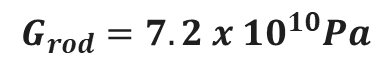 G_rod = 7.2 x 10^10 Pa